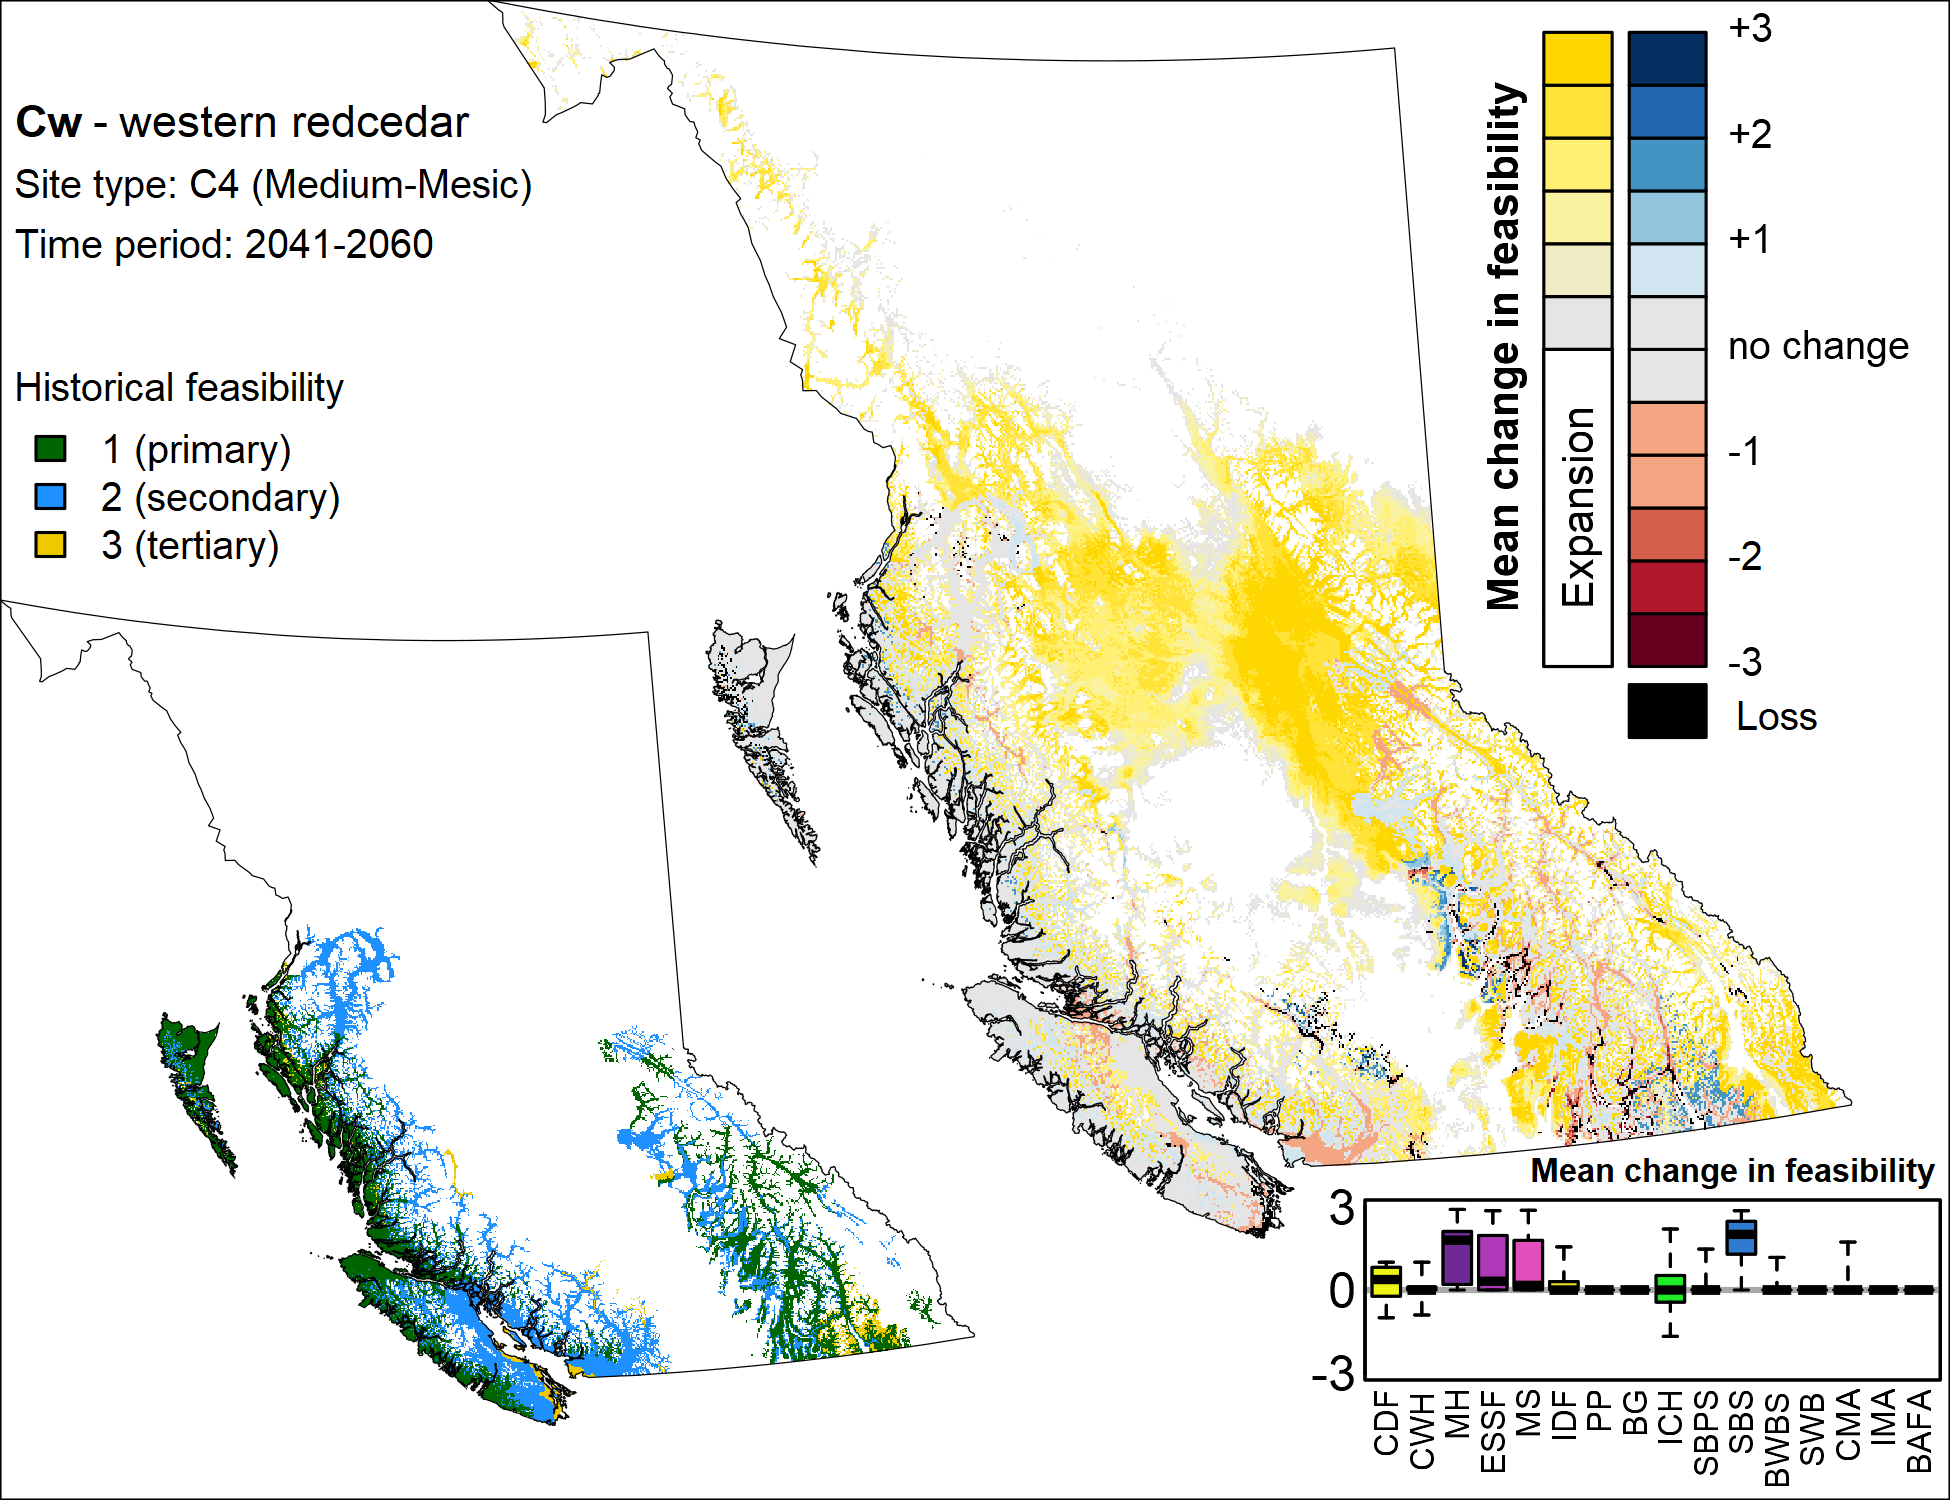 Cw - western redcedar
Site type: C4 (Medium-Mesic)
Time period: 2041-2060
Historical feasibility
1 (primary)
2 (secondary)
3 (tertiary)
Mean change in feasibility
Expansion
+3
+2
+1
no change
-1
-2
-3
Loss
Mean change in feasibility
3
0
-3
CDF
CWH
MH
ESSF
MS
IDF
PP
BG
ICH
SBPS
SBS
BWBS
SWB
CMA
IMA
BAFA